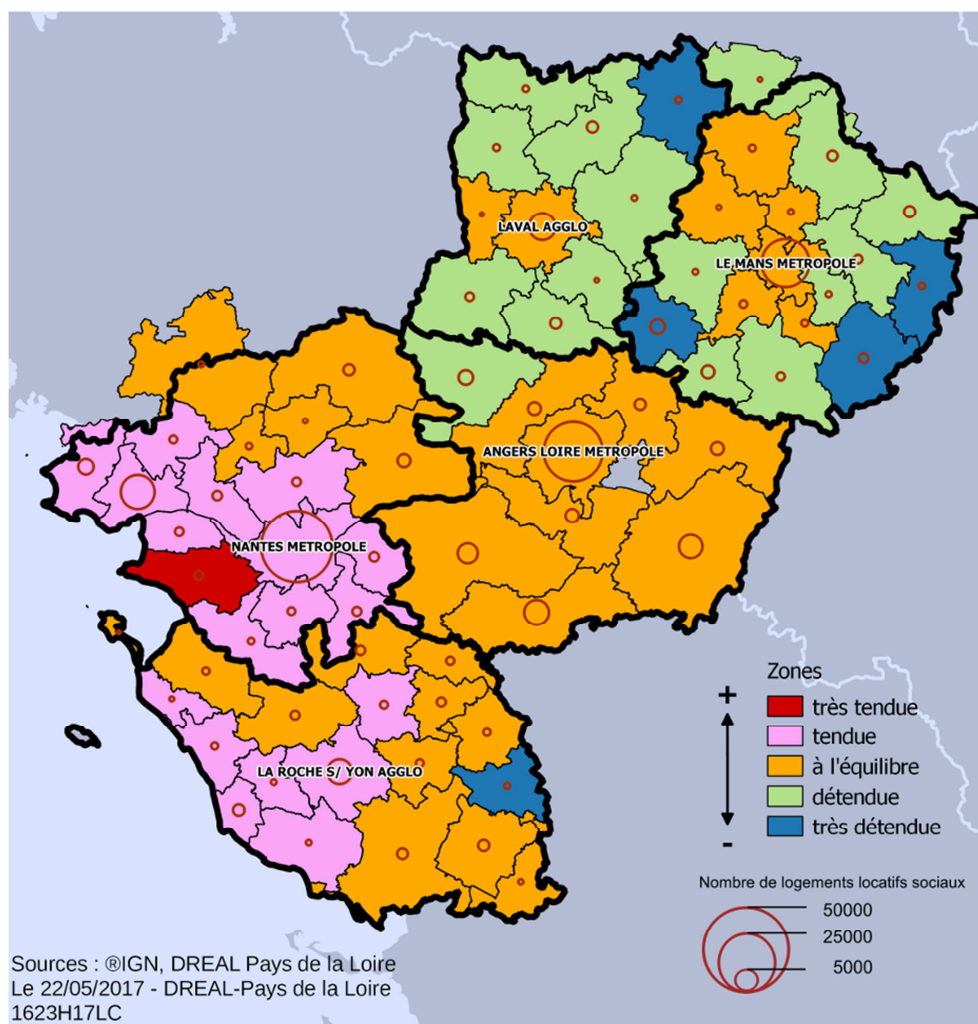 LAVAL AGGLO
LE MANS METROPOLE
ANGERS LOIRE METROPOLE
NANTES METROPOLE
LA ROCHE S/ YON AGGLO
Zones
+
très tendue
tendue
à l'équilibre
détendue
très détendue
-
Nombre de logements locatifs sociaux
50000
25000
5000
Sources : ®IGN, DREAL Pays de la Loire
Le 22/05/2017 - DREAL-Pays de la Loire
1623H17LC